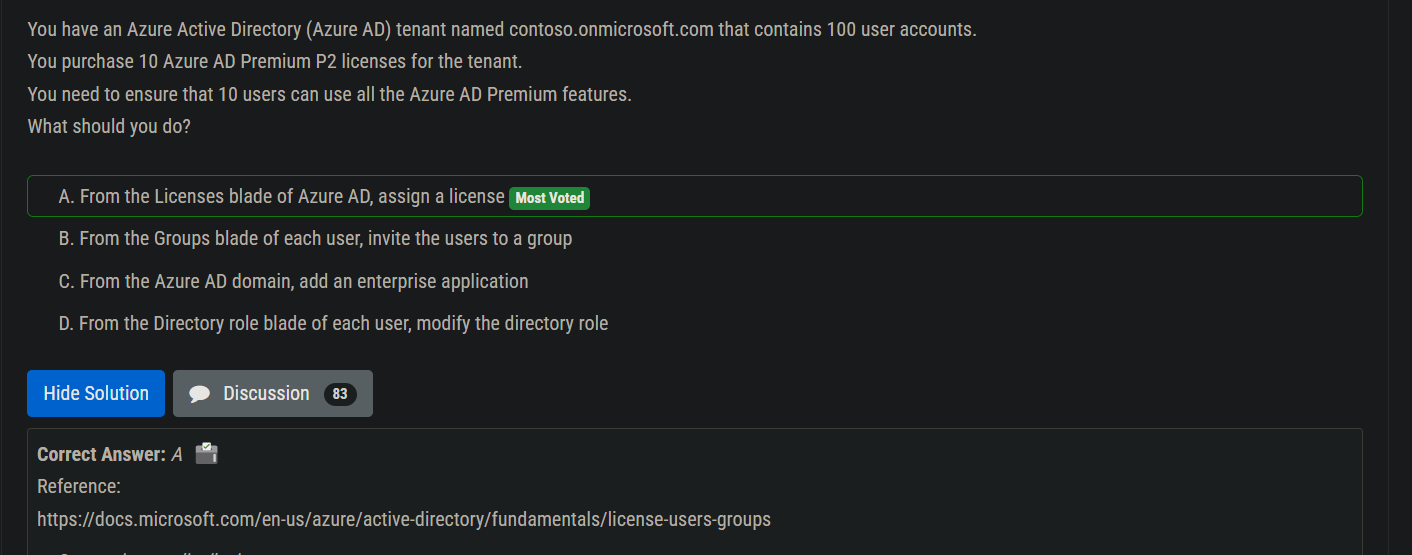 You have an Azure Active Directory (Azure AD) tenant named contoso.onmicrosoft.com that contains 100 user accounts.
You purchase 10 Azure AD Premium P2 licenses for the tenant.
You need to ensure that 10 users can use all the Azure AD Premium features.
What should you do?
A. From the Licenses blade of Azure AD, assign a license Most Voted
B. From the Groups blade of each user, invite the users to a group
C. From the Azure AD domain, add an enterprise application
D. From the Directory role blade of each user, modify the directory role
Hide Solution Discussion 83
Correct Answer: A
Reference:
https://docs.microsoft.com/en-us/azure/active-directory/fundamentals/license-users-groups